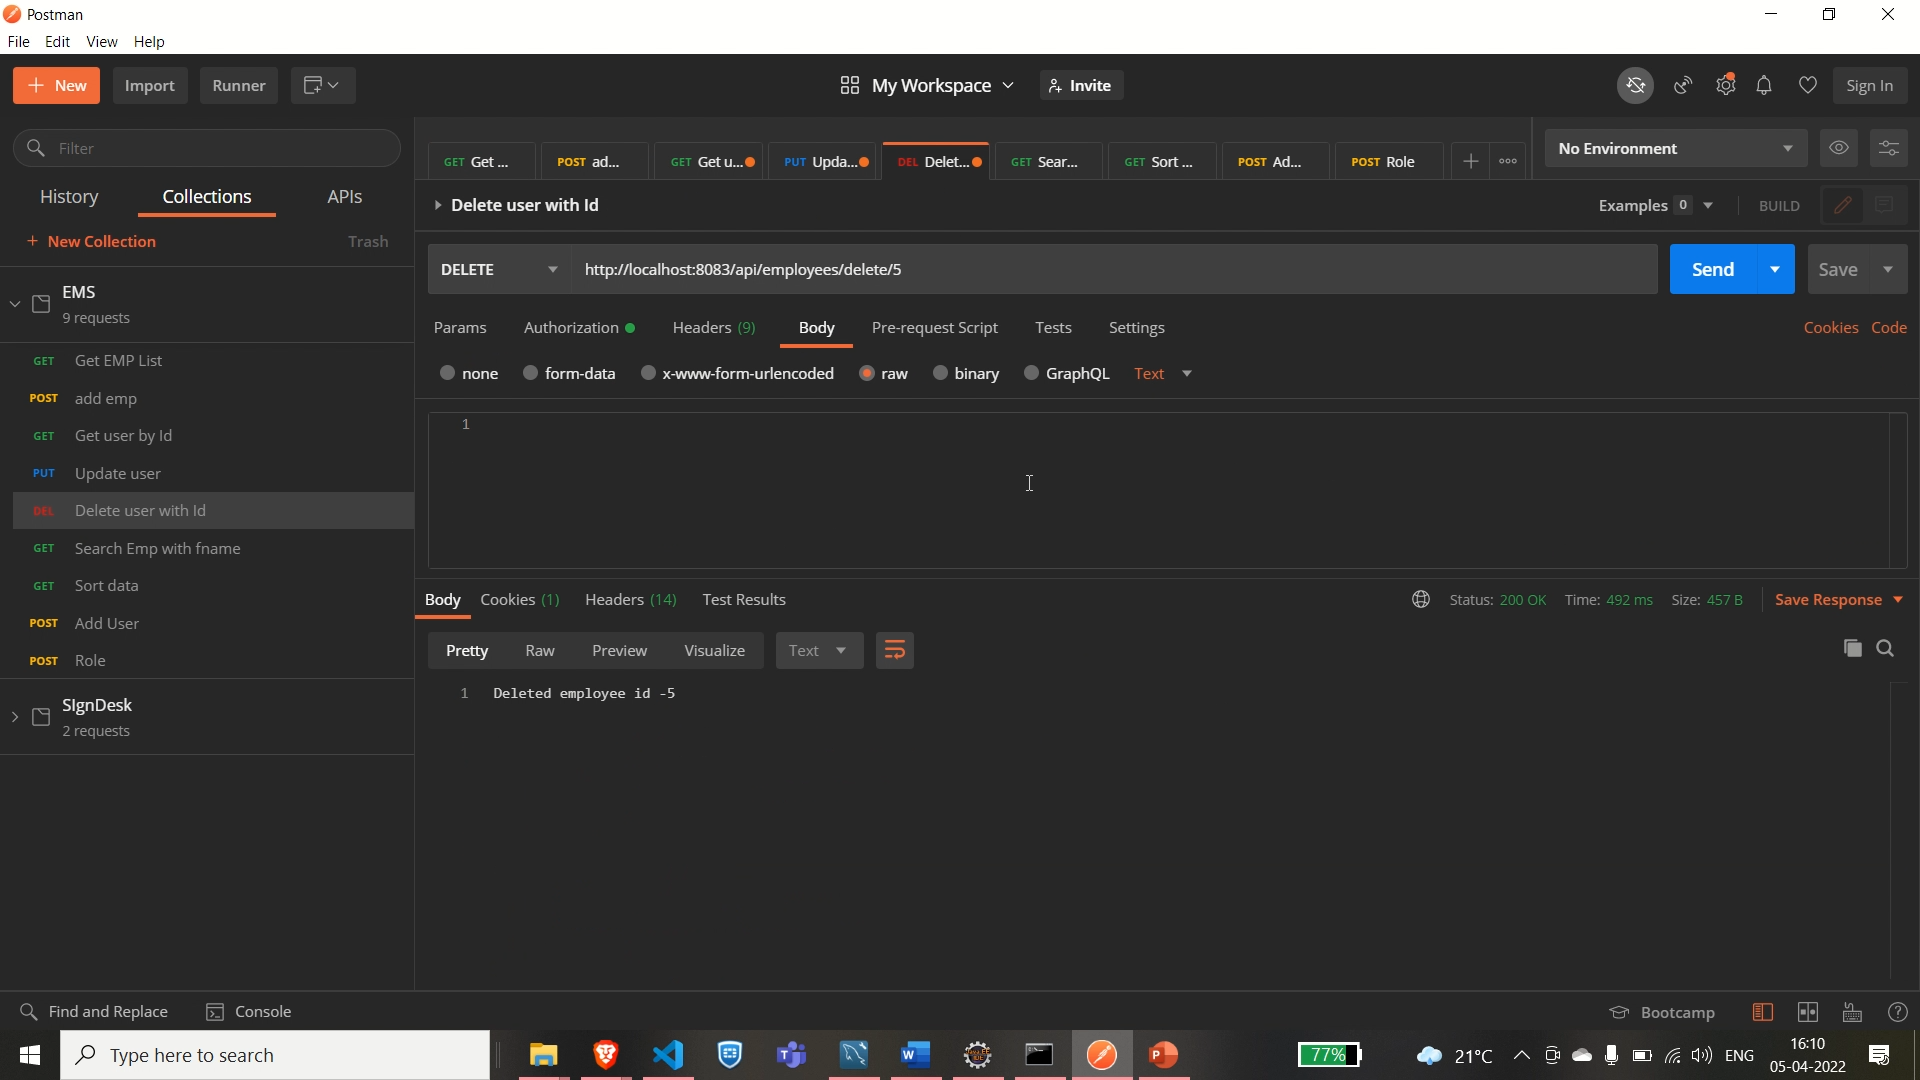 Postman
File Edit View Help
+ New Import Runner My Workspace Invite Sign In
Filter
History Collections APIs
+ New Collection Trash
EMS
9 requests
GET Get EMP List
POST add emp
GET Get user by Id
PUT Update user
DEL Delete user with Id
GET Search Emp with fname
GET Sort data
POST Add User
POST Role
SIgnDesk
2 requests
GET Get ... POST ad... GET Get u... PUT Upda... DEL Delet... GET Sear... GET Sort ... POST Ad... POST Role No Environment
Delete user with Id Examples 0 BUILD
DELETE http://localhost:8083/api/employees/delete/5 Send Save
Params Authorization Headers (9) Body Pre-request Script Tests Settings Cookies Code
none form-data x-www-form-urlencoded raw binary GraphQL Text
1
Body Cookies (1) Headers (14) Test Results Status: 200 OK Time: 492 ms Size: 457 B Save Response
Pretty Raw Preview Visualize Text
1 Deleted employee id -5
Find and Replace Console Bootcamp
Type here to search 77% 21°C ENG 16:10
05-04-2022